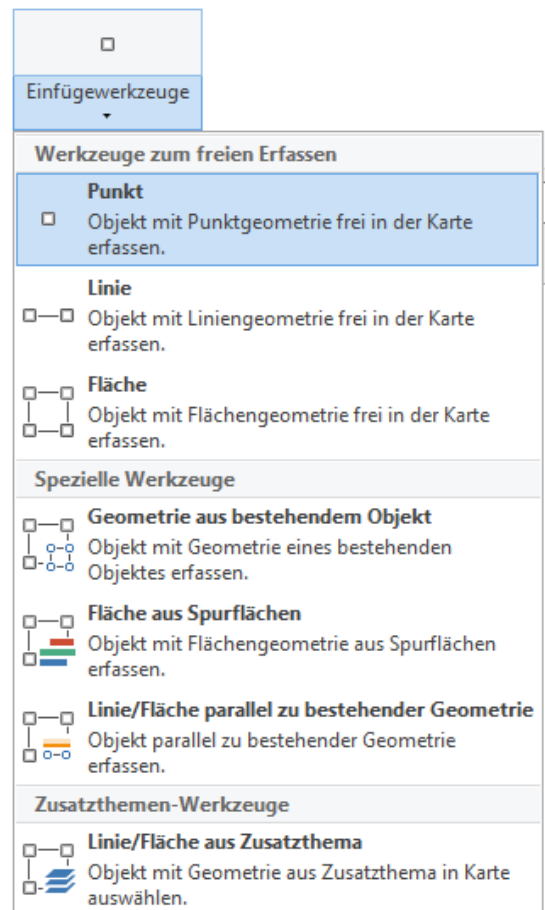 Einfügewerkzeuge
Werkzeuge zum freien Erfassen
Punkt
Objekt mit Punktgeometrie frei in der Karte
erfassen.
Linie
Objekt mit Liniengeometrie frei in der Karte
erfassen.
Fläche
Objekt mit Flächengeometrie frei in der Karte
erfassen.
Spezielle Werkzeuge
Geometrie aus bestehendem Objekt
Objekt mit Geometrie eines bestehenden
Objektes erfassen.
Fläche aus Spurflächen
Objekt mit Flächengeometrie aus Spurflächen
erfassen.
Linie/Fläche parallel zu bestehender Geometrie
Objekt parallel zu bestehender Geometrie
erfassen.
Zusatzthemen-Werkzeuge
Linie/Fläche aus Zusatzthema
Objekt mit Geometrie aus Zusatzthema in Karte
auswählen.